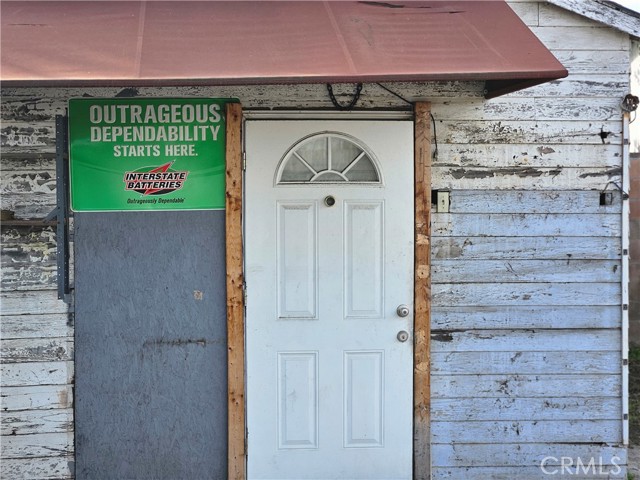 OUTRAGEOUS
DEPENDABILITY
STARTS HERE.
INTERSTATE
BATTERIES
Outrageously Dependable
CRMLS